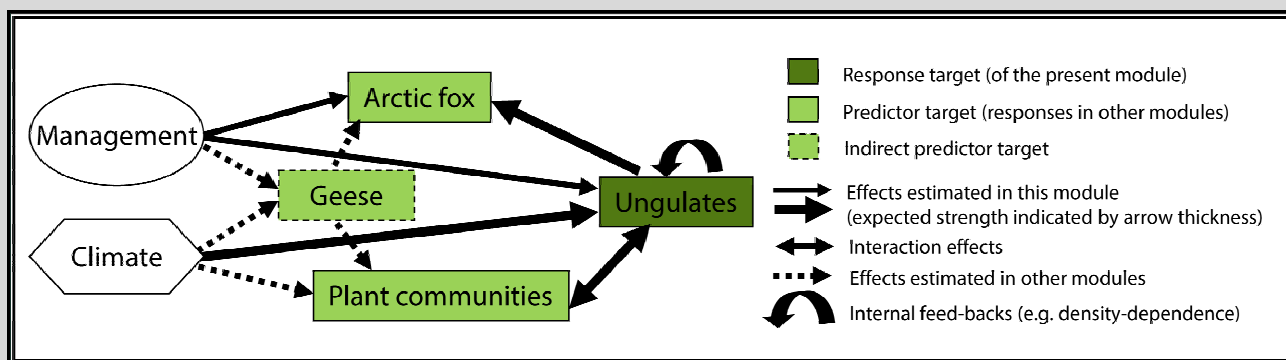 Management
Climate
Arctic fox
Geese
Plant communities
Ungulates
Response target (of the present module)
Predictor target (responses in other modules)
Indirect predictor target
Effects estimated in this module
(expected strength indicated by arrow thickness)
Interaction effects
Effects estimated in other modules
Internal feed-backs (e.g. density-dependence)